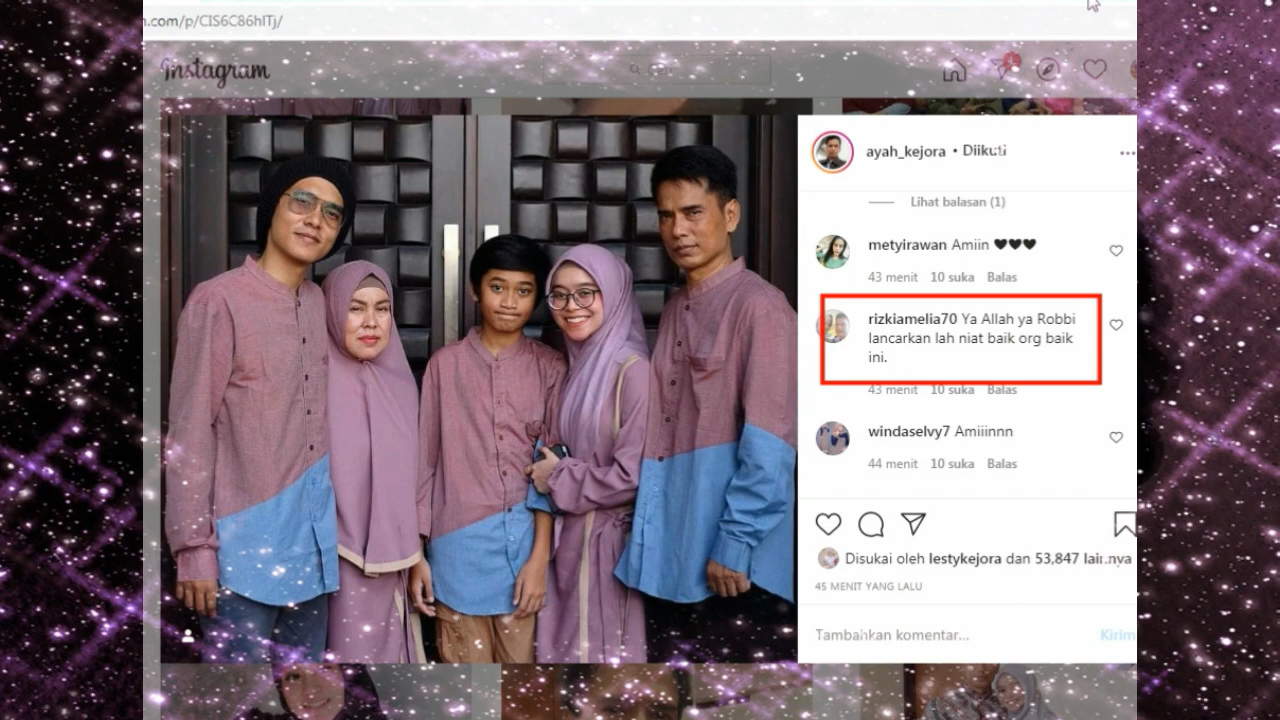 n.com/p/CIS6C86hlTj/
Instagram
ayah_kejora • Diikuti
Lihat balasan (1)
metyirawan Amiin 🖤🖤🖤
43 menit 10 suka Balas
rizkiamelia70 Ya Allah ya Robbi
lancarkan lah niat baik org baik
ini.
43 menit 10 suka Balas
windaselvy7 Amiiinnn
44 menit 10 suka Balas
Disukai oleh lestykejora dan 53,847 lainnya
45 MENIT YANG LALU
Tambahkan komentar...
Kirim